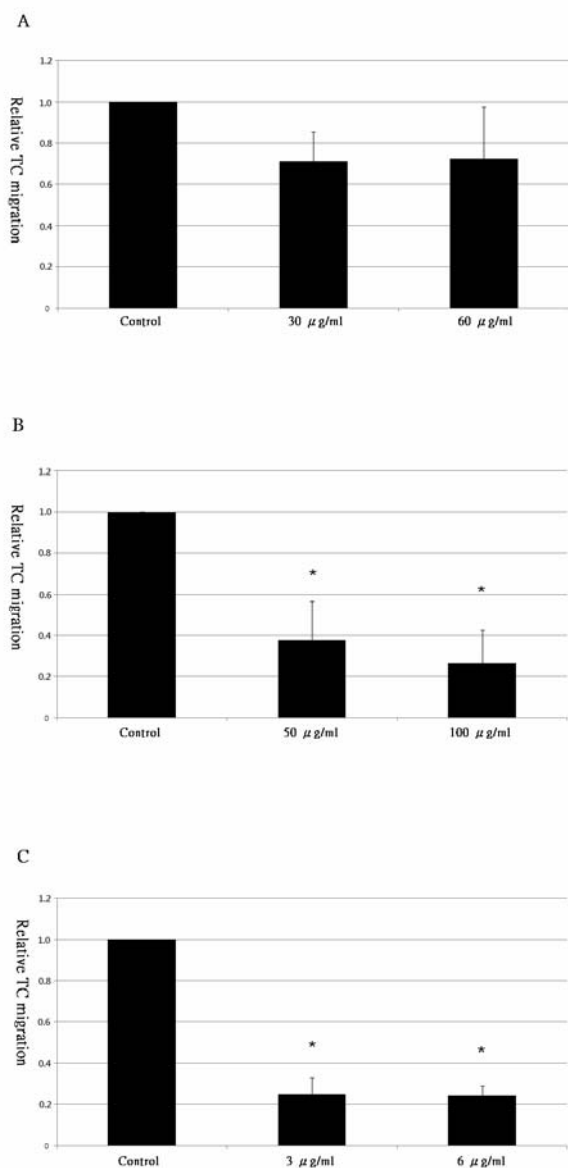 A
Relative TC migration
1.2
1.0
0.8
0.6
0.4
0.2
0
Control 30 μg/ml 60 μg/ml
B
Relative TC migration
1.2
1.0
0.8
0.6
0.4
0.2
0
* *
Control 50 μg/ml 100 μg/ml
C
Relative TC migration
1.2
1.0
0.8
0.6
0.4
0.2
0
* *
Control 3 μg/ml 6 μg/ml